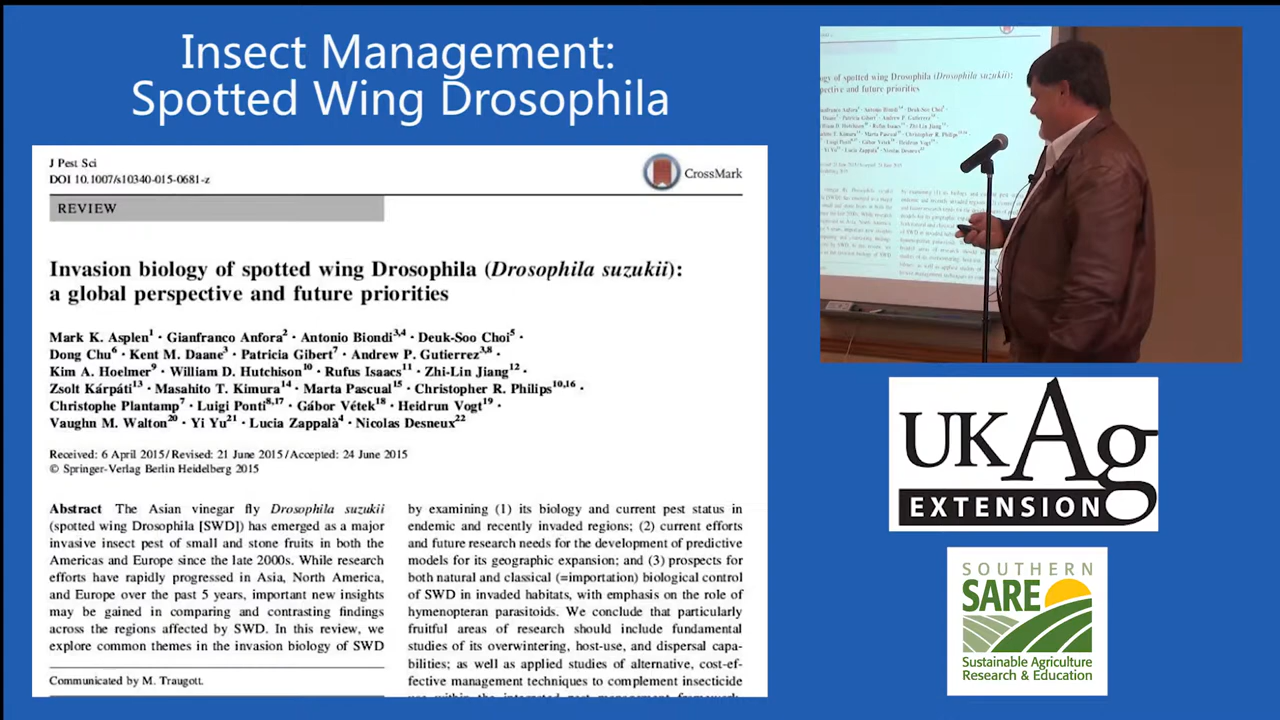 Insect Management:
Spotted Wing Drosophila
J Pest Sci
DOI 10.1007/s10340-015-0681-z
CrossMark
REVIEW
Invasion biology of spotted wing Drosophila (Drosophila suzukii):
a global perspective and future priorities
Mark K. Asplen1 · Gianfranco Anfora2 · Antonio Biondi3,4 · Deuk-Soo Choi5 ·
Dong Chu6 · Kent M. Daane3 · Patricia Gibert7 · Andrew P. Gutierrez3,8 ·
Kim A. Hoelmer9 · William D. Hutchison10 · Rufus Isaacs11 · Zhi-Lin Jiang12 ·
Zsolt Kárpáti13 · Masahito T. Kimura14 · Marta Pascual15 · Christopher R. Philips10,16 ·
Christophe Plantamp7 · Luigi Ponti8,17 · Gábor Vétek18 · Heidrun Vogt19 ·
Vaughn M. Walton20 · Yi Yu21 · Lucia Zappalà4 · Nicolas Desneux22
Received: 6 April 2015 / Revised: 21 June 2015 / Accepted: 24 June 2015
© Springer-Verlag Berlin Heidelberg 2015
Abstract The Asian vinegar fly Drosophila suzukii
(spotted wing Drosophila [SWD]) has emerged as a major
invasive insect pest of small and stone fruits in both the
Americas and Europe since the late 2000s. While research
efforts have rapidly progressed in Asia, North America,
and Europe over the past 5 years, important new insights
may be gained in comparing and contrasting findings
across the regions affected by SWD. In this review, we
explore common themes in the invasion biology of SWD
Communicated by M. Traugott.
by examining (1) its biology and current pest status in
endemic and recently invaded regions; (2) current efforts
and future research needs for the development of predictive
models for its geographic expansion; and (3) prospects for
both natural and classical (=importation) biological control
of SWD in invaded habitats, with emphasis on the role of
hymenopteran parasitoids. We conclude that particularly
fruitful areas of research should include fundamental
studies of its overwintering, host-use, and dispersal capa-
bilities; as well as applied studies of alternative, cost-ef-
fective management techniques to complement insecticide
UKAg
EXTENSION
SOUTHERN
SARE
Sustainable Agriculture
Research & Education